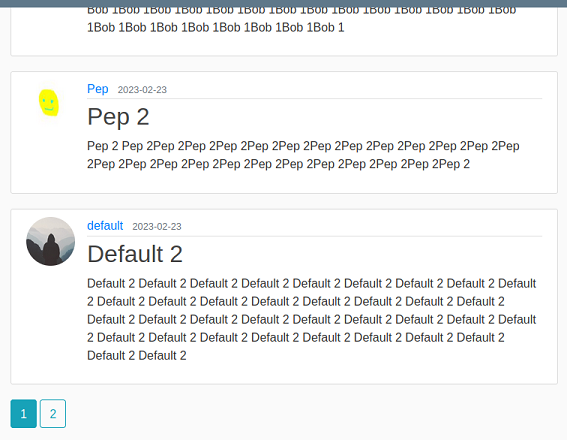 Bob 1Bob 1Bob 1Bob 1Bob 1Bob 1Bob 1Bob 1Bob 1Bob 1Bob 1Bob 1Bob 1Bob
1Bob 1Bob 1Bob 1Bob 1Bob 1Bob 1Bob 1Bob 1
Pep 2023-02-23
Pep 2
Pep 2 Pep 2Pep 2Pep 2Pep 2Pep 2Pep 2Pep 2Pep 2Pep 2Pep 2Pep 2Pep 2Pep
2Pep 2Pep 2Pep 2Pep 2Pep 2Pep 2Pep 2Pep 2Pep 2Pep 2Pep 2Pep 2
default 2023-02-23
Default 2
Default 2 Default 2 Default 2 Default 2 Default 2 Default 2 Default 2 Default 2 Default
2 Default 2 Default 2 Default 2 Default 2 Default 2 Default 2 Default 2 Default 2
Default 2 Default 2 Default 2 Default 2 Default 2 Default 2 Default 2 Default 2 Default
2 Default 2 Default 2 Default 2 Default 2 Default 2 Default 2 Default 2 Default 2
Default 2 Default 2
1 2